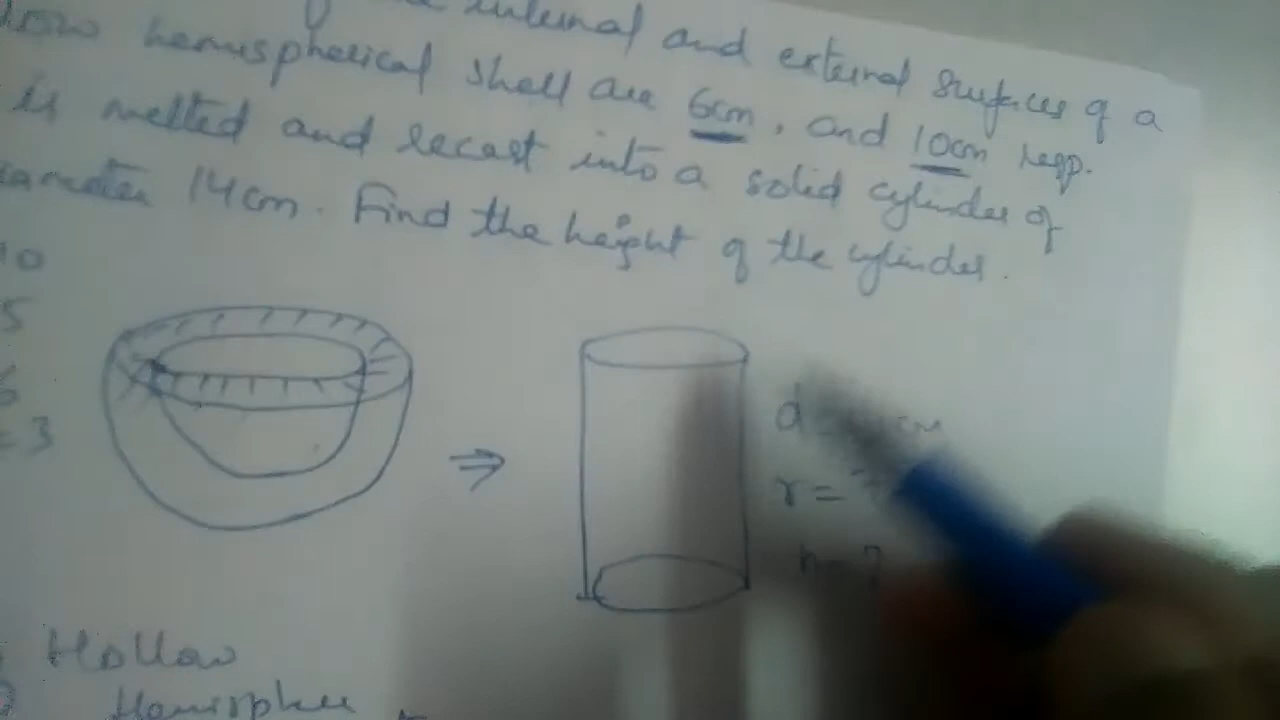 internal and external surfaces of a
hemispherical shell are 6cm, and 10cm resp.
is melted and recast into a solid cylinder of
14cm. Find the height of the cylinder.
10
5
6
= 3
d =
r = 7
h = ?
Hollow
Hemisphere